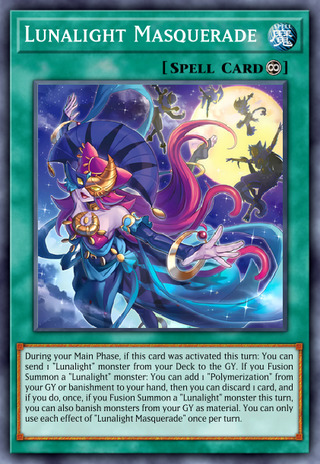 Lunalight Masquerade
魔
[Spell Card]
During your Main Phase, if this card was activated this turn: You can
send 1 "Lunalight" monster from your Deck to the GY. If you Fusion
Summon a "Lunalight" monster: You can add 1 "Polymerization" from
your GY or banishment to your hand, then you can discard 1 card, and
if you do, once, if you Fusion Summon a "Lunalight" monster this turn,
you can also banish monsters from your GY as material. You can only
use each effect of "Lunalight Masquerade" once per turn.